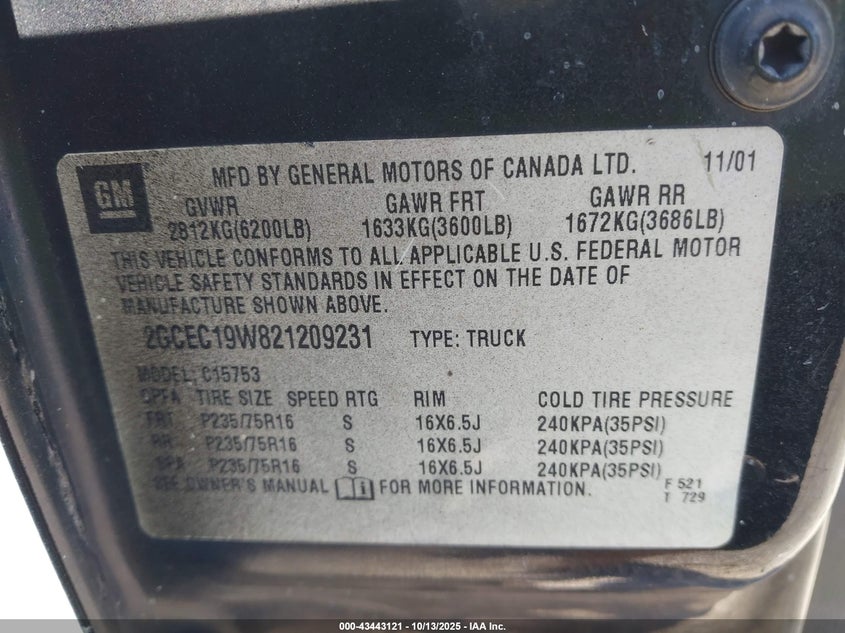 MFD BY GENERAL MOTORS OF CANADA LTD. 11/01
GM
GVWR GAWR FRT GAWR RR
2812KG(6200LB) 1633KG(3600LB) 1672KG(3686LB)
THIS VEHICLE CONFORMS TO ALL APPLICABLE U.S. FEDERAL MOTOR
VEHICLE SAFETY STANDARDS IN EFFECT ON THE DATE OF
MANUFACTURE SHOWN ABOVE.
2GCEC19W821209231 TYPE: TRUCK
MODEL: C15753
TIRE SIZE SPEED RTG RIM COLD TIRE PRESSURE
FRT P235/75R16 S 16X6.5J 240KPA(35PSI)
RR P235/75R16 S 16X6.5J 240KPA(35PSI)
SPA P235/75R16 S 16X6.5J 240KPA(35PSI)
SEE OWNER'S MANUAL FOR MORE INFORMATION.
F 521
T 729
000-43443121 - 10/13/2025 - IAA Inc.